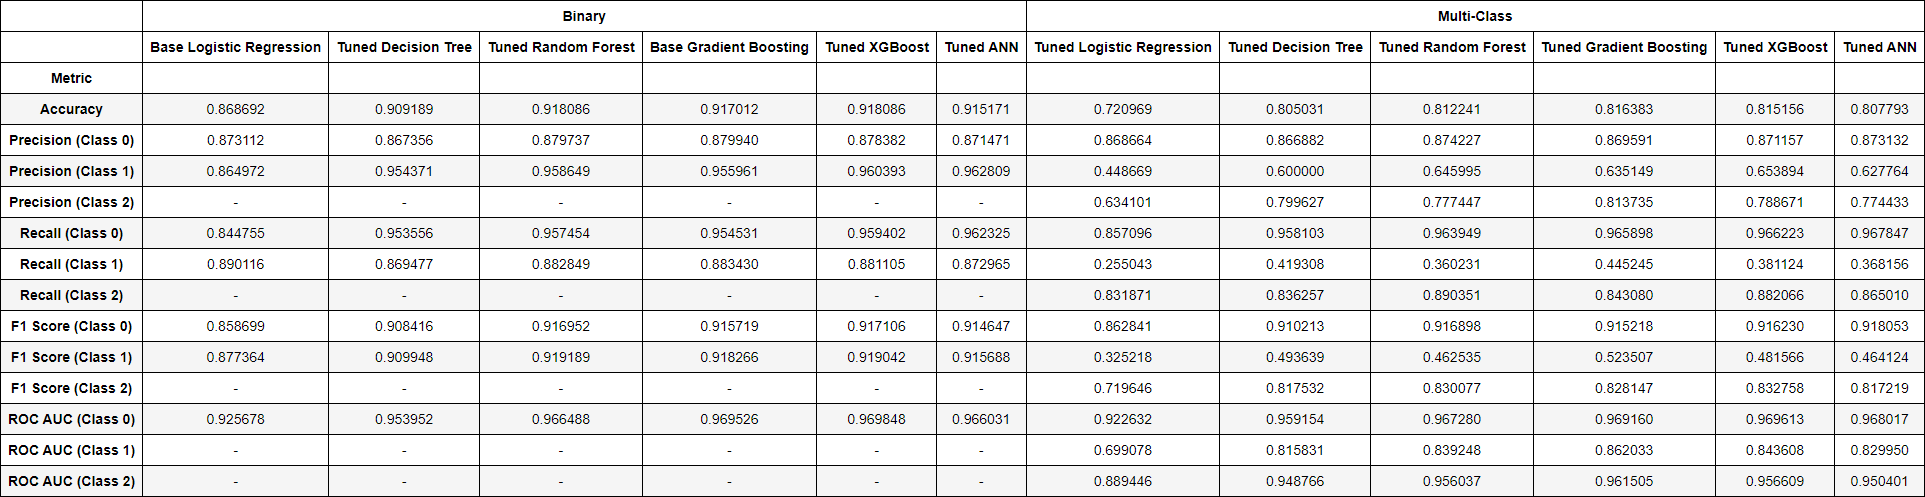 Binary Multi-Class
Base Logistic Regression Tuned Decision Tree Tuned Random Forest Base Gradient Boosting Tuned XGBoost Tuned ANN Tuned Logistic Regression Tuned Decision Tree Tuned Random Forest Tuned Gradient Boosting Tuned XGBoost Tuned ANN
Metric
Accuracy 0.868692 0.909189 0.918086 0.917012 0.918086 0.915171 0.720969 0.805031 0.812241 0.816383 0.815156 0.807793
Precision (Class 0) 0.873112 0.867356 0.879737 0.879940 0.878382 0.871471 0.868664 0.866882 0.874227 0.869591 0.871157 0.873132
Precision (Class 1) 0.864972 0.954371 0.958649 0.955961 0.960393 0.962809 0.448669 0.600000 0.645995 0.635149 0.653894 0.627764
Precision (Class 2) - - - - - - 0.634101 0.799627 0.777447 0.813735 0.788671 0.774433
Recall (Class 0) 0.844755 0.953556 0.957454 0.954531 0.959402 0.962325 0.857096 0.958103 0.963949 0.965898 0.966223 0.967847
Recall (Class 1) 0.890116 0.869477 0.882849 0.883430 0.881105 0.872965 0.255043 0.419308 0.360231 0.445245 0.381124 0.368156
Recall (Class 2) - - - - - - 0.831871 0.836257 0.890351 0.843080 0.882066 0.865010
F1 Score (Class 0) 0.858699 0.908416 0.916952 0.915719 0.917106 0.914647 0.862841 0.910213 0.916898 0.915218 0.916230 0.918053
F1 Score (Class 1) 0.877364 0.909948 0.919189 0.918266 0.919042 0.915688 0.325218 0.493639 0.462535 0.523507 0.481566 0.464124
F1 Score (Class 2) - - - - - - 0.719646 0.817532 0.830077 0.828147 0.832758 0.817219
ROC AUC (Class 0) 0.925678 0.953952 0.966488 0.969526 0.969848 0.966031 0.922632 0.959154 0.967280 0.969160 0.969613 0.968017
ROC AUC (Class 1) - - - - - - 0.699078 0.815831 0.839248 0.862033 0.843608 0.829950
ROC AUC (Class 2) - - - - - - 0.889446 0.948766 0.956037 0.961505 0.956609 0.950401